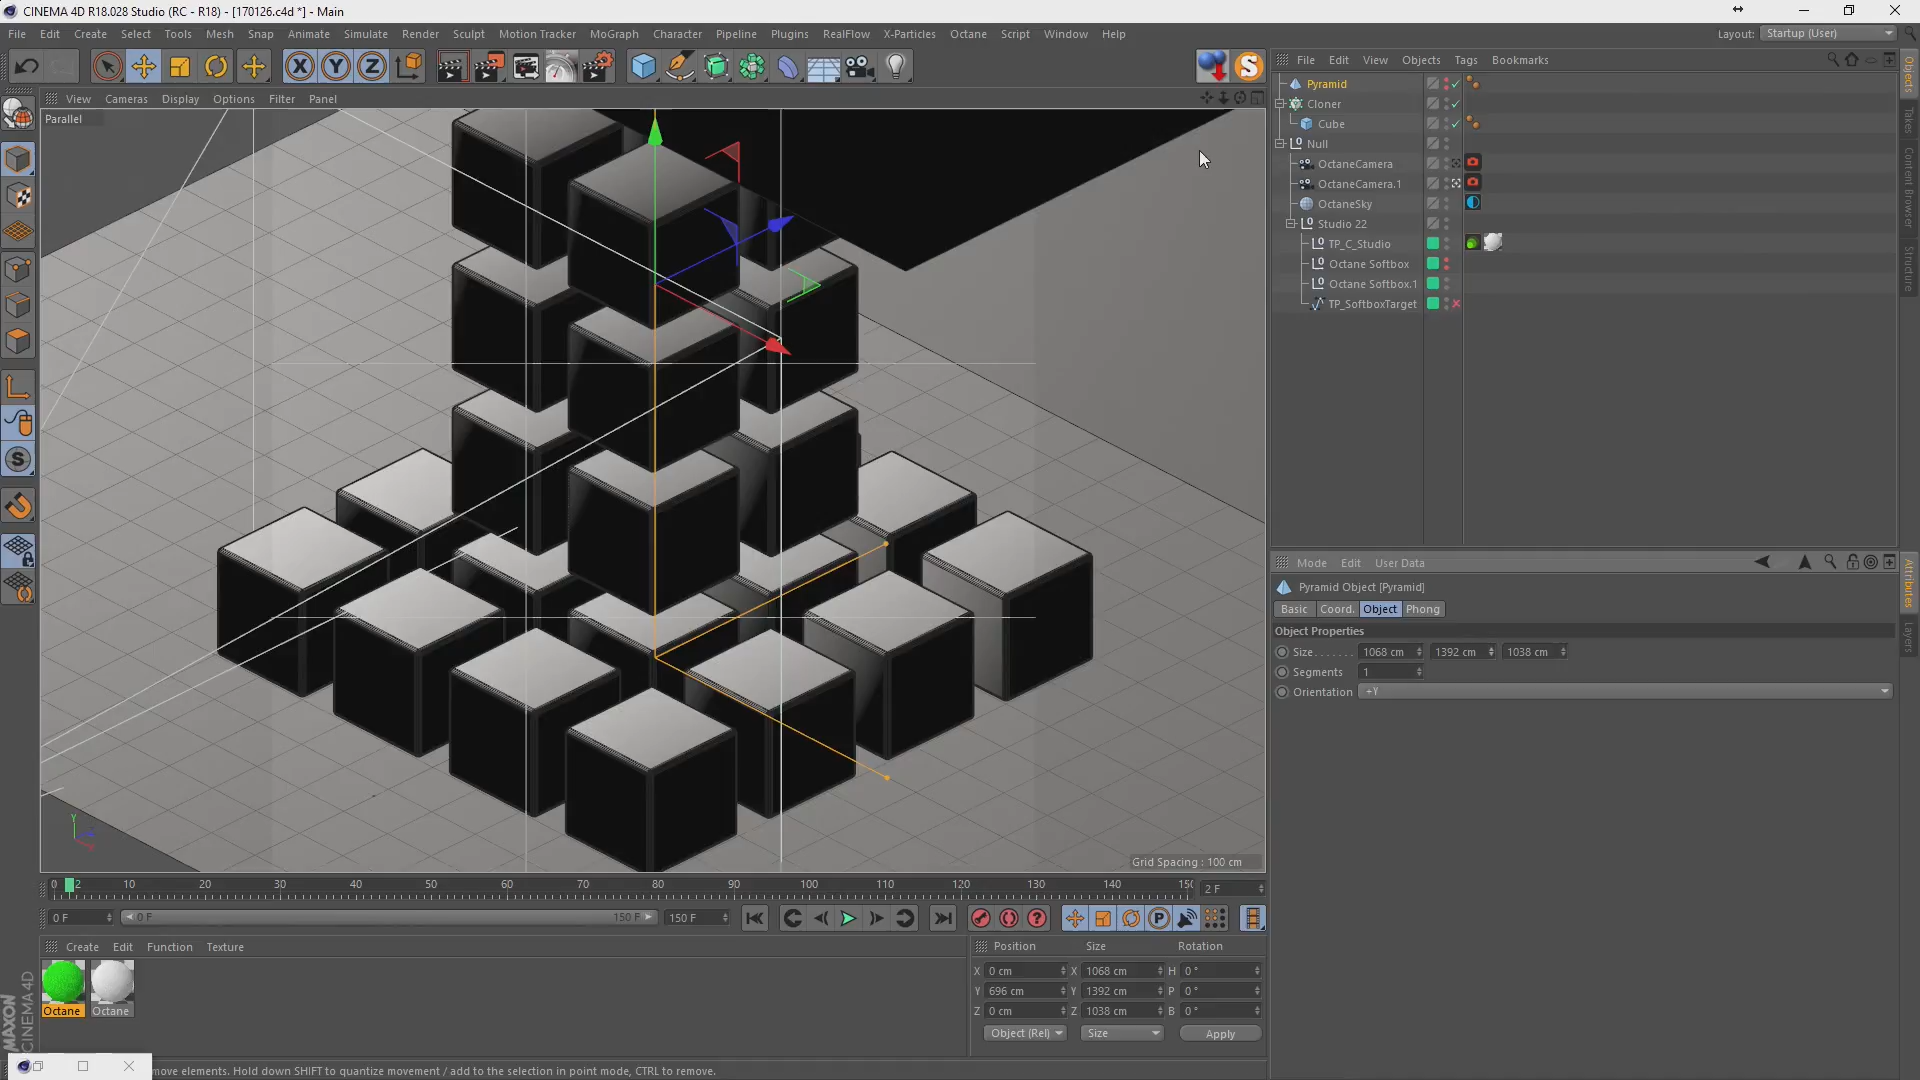 CINEMA 4D R18.028 Studio (RC - R18) - [170126.c4d *] - Main
File Edit Create Select Tools Mesh Snap Animate Simulate Render Sculpt Motion Tracker MoGraph Character Pipeline Plugins RealFlow X-Particles Octane Script Window Help
Layout: Startup (User)
View Cameras Display Options Filter Panel
File Edit View Objects Tags Bookmarks
Parallel
Pyramid
Cloner
Cube
Null
OctaneCamera
OctaneCamera.1
OctaneSky
Studio 22
TP_C_Studio
Octane Softbox
Octane Softbox.1
TP_SoftboxTarget
Objects
Takes
Content Browser
Structure
Mode Edit User Data
Pyramid Object [Pyramid]
Basic Coord. Object Phong
Object Properties
Size 1068 cm 1392 cm 1038 cm
Segments 1
Orientation +Y
Attributes
Layers
Y
Grid Spacing : 100 cm
0 2 10 20 30 40 50 60 70 80 90 100 110 120 130 140 2 F
0 F 0 F 150 F 150 F
Create Edit Function Texture
Octane Octane
Position Size Rotation
X 0 cm X 1068 cm H 0 °
Y 696 cm Y 1392 cm P 0 °
Z 0 cm Z 1038 cm B 0 °
Object (Rel) Size Apply
MAXON
CINEMA 4D
move elements. Hold down SHIFT to quantize movement / add to the selection in point mode, CTRL to remove.